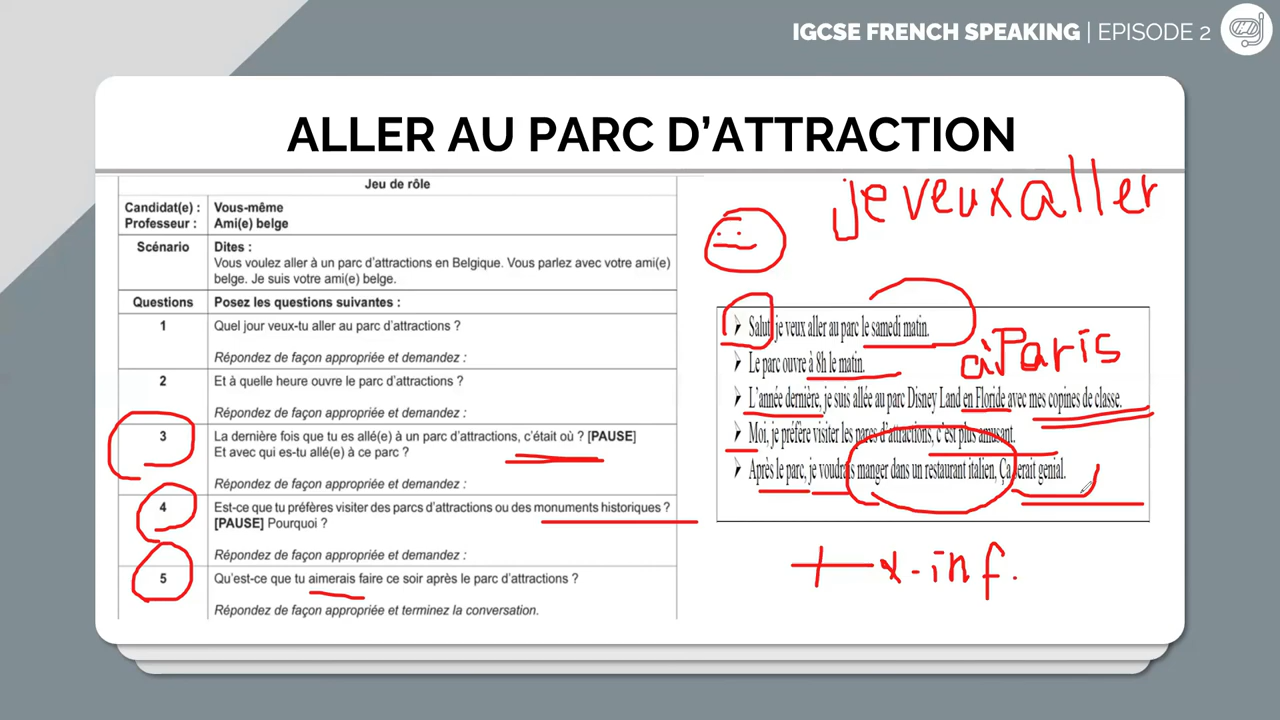 IGCSE FRENCH SPEAKING | EPISODE 2
ALLER AU PARC D’ATTRACTION
Jeu de rôle
Candidat(e) : Vous-même
Professeur : Ami(e) belge
Scénario Dites :
Vous voulez aller à un parc d'attractions en Belgique. Vous parlez avec votre ami(e)
belge. Je suis votre ami(e) belge.
Questions Posez les questions suivantes :
1 Quel jour veux-tu aller au parc d'attractions ?
Répondez de façon appropriée et demandez :
2 Et à quelle heure ouvre le parc d'attractions ?
Répondez de façon appropriée et demandez :
3 La dernière fois que tu es allé(e) à un parc d'attractions, c'était où ? [PAUSE]
Et avec qui es-tu allé(e) à ce parc ?
Répondez de façon appropriée et demandez :
4 Est-ce que tu préfères visiter des parcs d'attractions ou des monuments historiques ?
[PAUSE] Pourquoi ?
Répondez de façon appropriée et demandez :
5 Qu'est-ce que tu aimerais faire ce soir après le parc d'attractions ?
Répondez de façon appropriée et terminez la conversation.
je veux aller
Salut, je veux aller au parc le samedi matin.
Le parc ouvre à 8h le matin.
à Paris
L'année dernière, je suis allée au parc Disney Land en Floride avec mes copines de classe.
Moi, je préfère visiter les parcs d'attractions, c'est plus amusant.
Après le parc, je voudrais manger dans un restaurant italien, Ça serait genial.
+ x-inf.